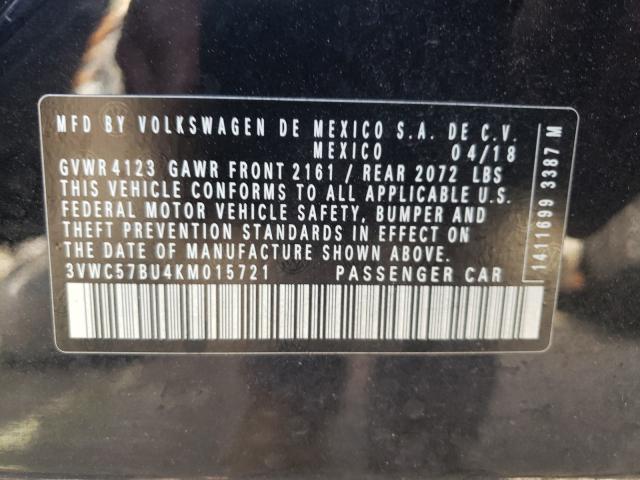 MFD BY VOLKSWAGEN DE MEXICO S.A. DE C.V.
MEXICO 04/18
GVWR 4123 GAWR FRONT 2161 / REAR 2072 LBS
THIS VEHICLE CONFORMS TO ALL APPLICABLE U.S.
FEDERAL MOTOR VEHICLE SAFETY, BUMPER AND
THEFT PREVENTION STANDARDS IN EFFECT ON
THE DATE OF MANUFACTURE SHOWN ABOVE.
3VWC57BU4KM015721 PASSENGER CAR
1411699 3387 M